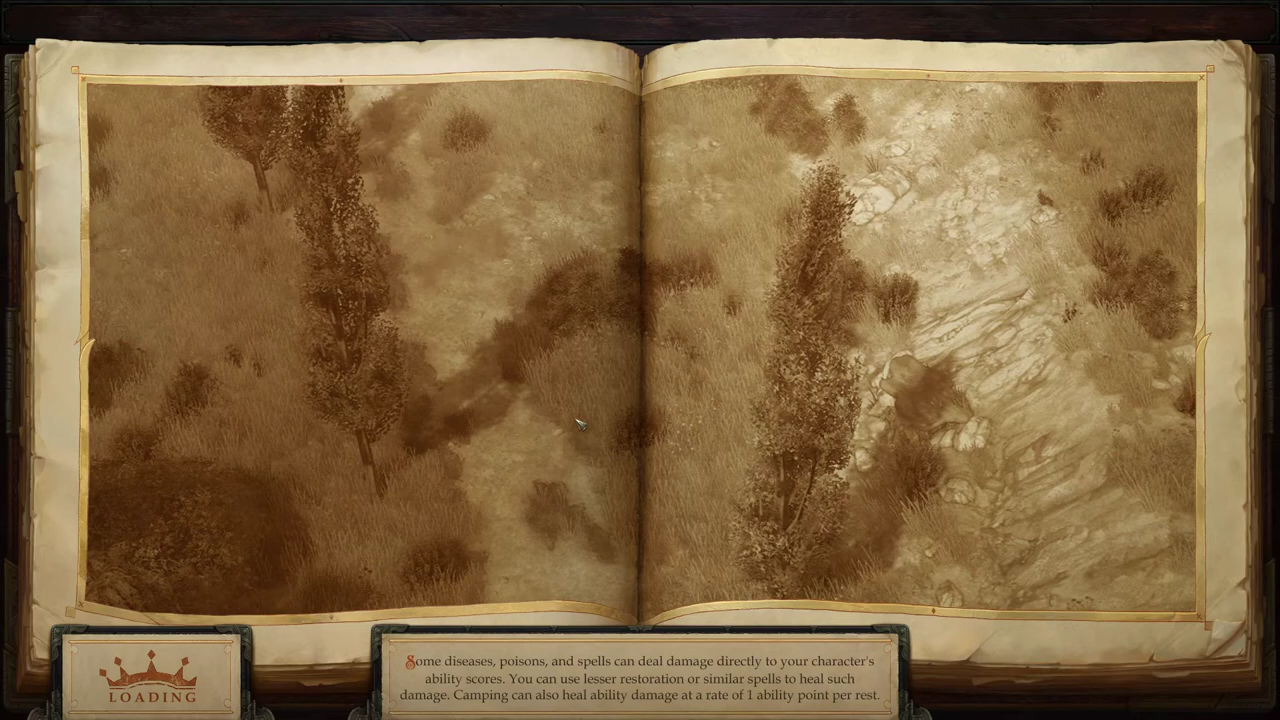 Some diseases, poisons, and spells can deal damage directly to your character's
ability scores. You can use lesser restoration or similar spells to heal such
damage. Camping can also heal ability damage at a rate of 1 ability point per rest.
LOADING